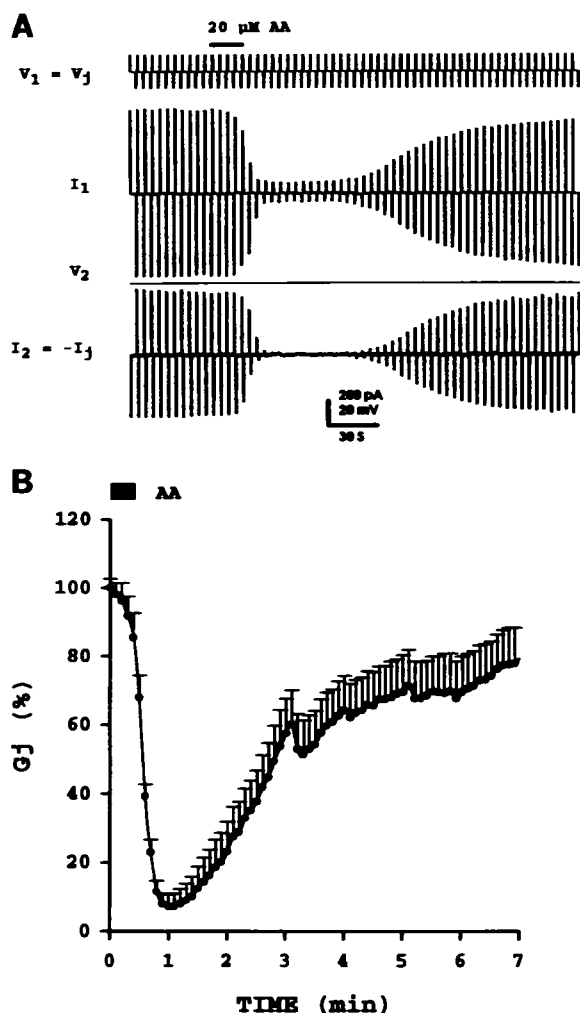 A
20 μM AA
V1 = Vj
I1
V2
I2 = -Ij
200 pA
20 mV
30 S
B
AA
120
100
80
60
40
20
0
Gj (%)
0 1 2 3 4 5 6 7
TIME (min)